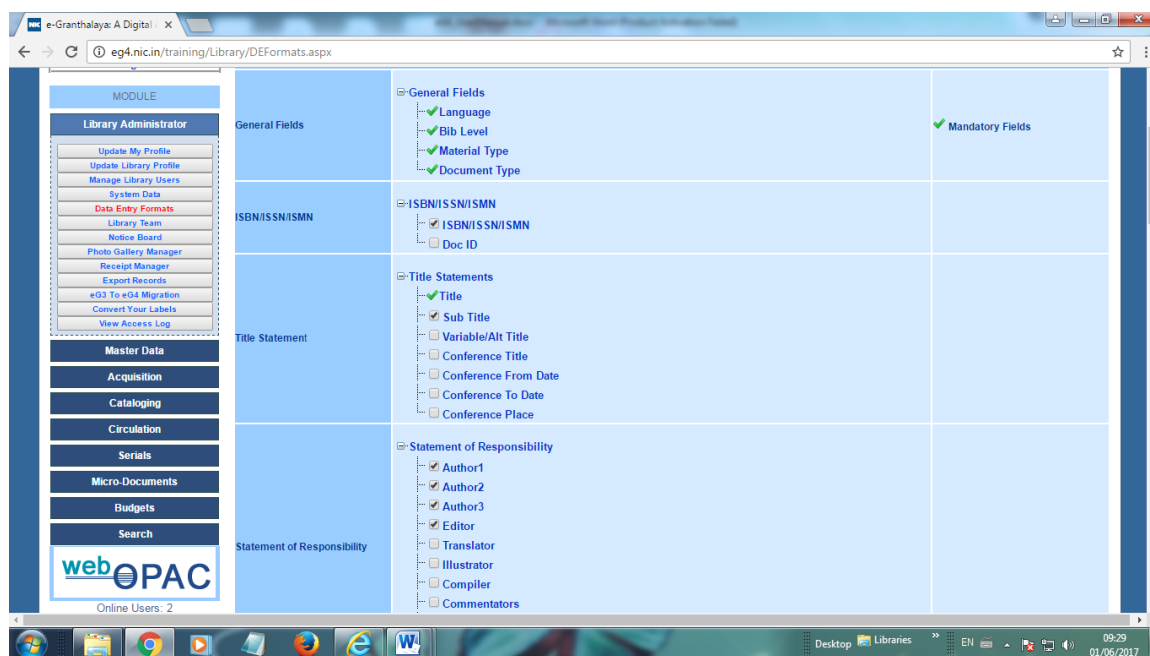 e-Granthalaya: A Digital
eg4.nic.in/training/Library/DEFormats.aspx
MODULE
Library Administrator
Update My Profile
Update Library Profile
Manage Library Users
System Data
Data Entry Formats
Library Team
Notice Board
Photo Gallery Manager
Receipt Manager
Export Records
eG3 To eG4 Migration
Convert Your Labels
View Access Log
Master Data
Acquisition
Cataloging
Circulation
Serials
Micro-Documents
Budgets
Search
web OPAC
Online Users: 2
General Fields
General Fields
Language
Bib Level
Material Type
Document Type
Mandatory Fields
ISBN/ISSN/ISMN
ISBN/ISSN/ISMN
ISBN/ISSN/ISMN
Doc ID
Title Statement
Title Statements
Title
Sub Title
Variable/Alt Title
Conference Title
Conference From Date
Conference To Date
Conference Place
Statement of Responsibility
Statement of Responsibility
Author1
Author2
Author3
Editor
Translator
Illustrator
Compiler
Commentators
Desktop Libraries » EN 09:29
01/06/2017